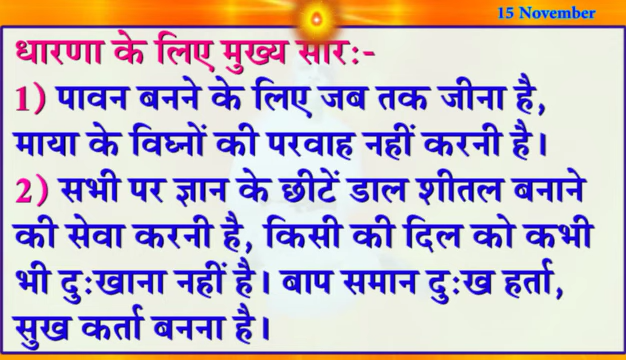 15 November
धारणा के लिए मुख्य सार:-
1) पावन बनने के लिए जब तक जीना है,
माया के विघ्नों की परवाह नहीं करनी है।
2) सभी पर ज्ञान के छीटें डाल शीतल बनाने
की सेवा करनी है, किसी की दिल को कभी
भी दु:खाना नहीं है। बाप समान दु:ख हर्ता,
सुख कर्ता बनना है।